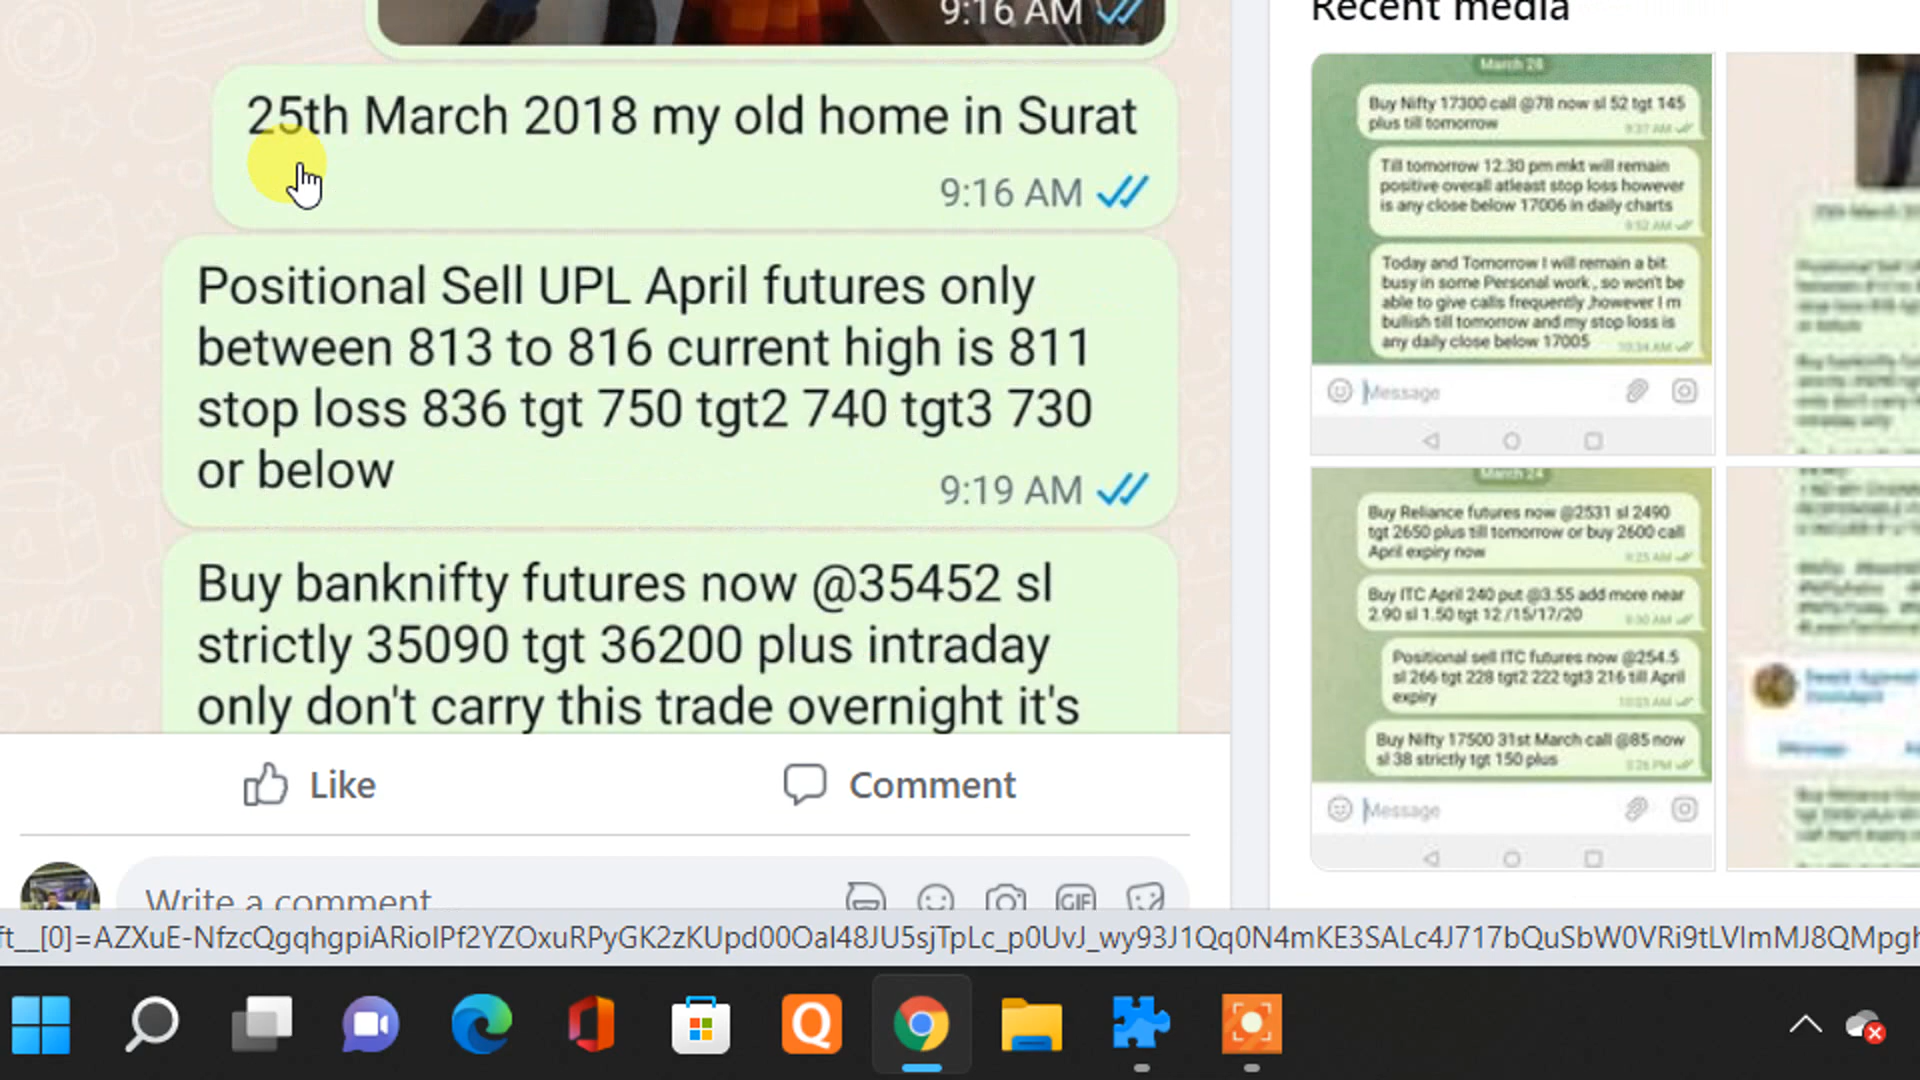 9:16 AM
25th March 2018 my old home in Surat
9:16 AM
Positional Sell UPL April futures only
between 813 to 816 current high is 811
stop loss 836 tgt 750 tgt2 740 tgt3 730
or below
9:19 AM
Buy banknifty futures now @35452 sl
strictly 35090 tgt 36200 plus intraday
only don't carry this trade overnight it's
Like
Comment
Write a comment...
GIF
ft__[0]=AZXuE-NfzcQgqhgpiARioIPf2YZOxuRPyGK2zKUpd00OaI48JU5sjTpLc_p0UvJ_wy93J1Qq0N4mKE3SALc4J717bQuSbW0VRi9tLVImMJ8QMpgh
Recent media
March 28
Buy Nifty 17300 call @78 now sl 52 tgt 145
plus till tomorrow
9:37 AM
Till tomorrow 12.30 pm mkt will remain
positive overall atleast stop loss however
is any close below 17006 in daily charts
9:52 AM
Today and Tomorrow I will remain a bit
busy in some Personal work , so won't be
able to give calls frequently ,however I m
bullish till tomorrow and my stop loss is
any daily close below 17005
10:34 AM
Message
March 24
Buy Reliance futures now @2531 sl 2490
tgt 2650 plus till tomorrow or buy 2600 call
April expiry now
9:25 AM
Buy ITC April 240 put @3.55 add more near
2.90 sl 1.50 tgt 12 /15/17/20
9:30 AM
Positional sell ITC futures now @254.5
sl 266 tgt 228 tgt2 222 tgt3 216 till April
expiry
10:03 AM
Buy Nifty 17500 31st March call @85 now
sl 38 strictly tgt 150 plus
3:26 PM
Message